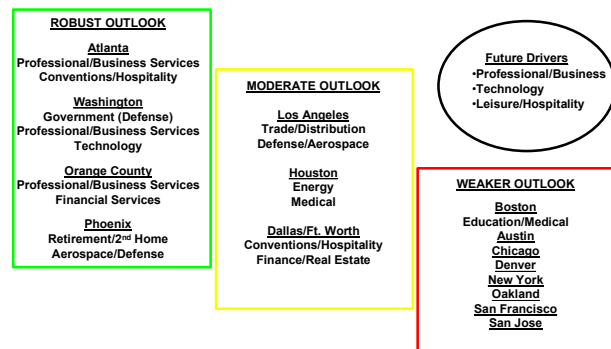 ROBUST OUTLOOK
Atlanta
Professional/Business Services
Conventions/Hospitality
Washington
Government (Defense)
Professional/Business Services
Technology
Orange County
Professional/Business Services
Financial Services
Phoenix
Retirement/2nd Home
Aerospace/Defense
MODERATE OUTLOOK
Los Angeles
Trade/Distribution
Defense/Aerospace
Houston
Energy
Medical
Dallas/Ft. Worth
Conventions/Hospitality
Finance/Real Estate
Future Drivers
•Professional/Business
•Technology
•Leisure/Hospitality
WEAKER OUTLOOK
Boston
Education/Medical
Austin
Chicago
Denver
New York
Oakland
San Francisco
San Jose